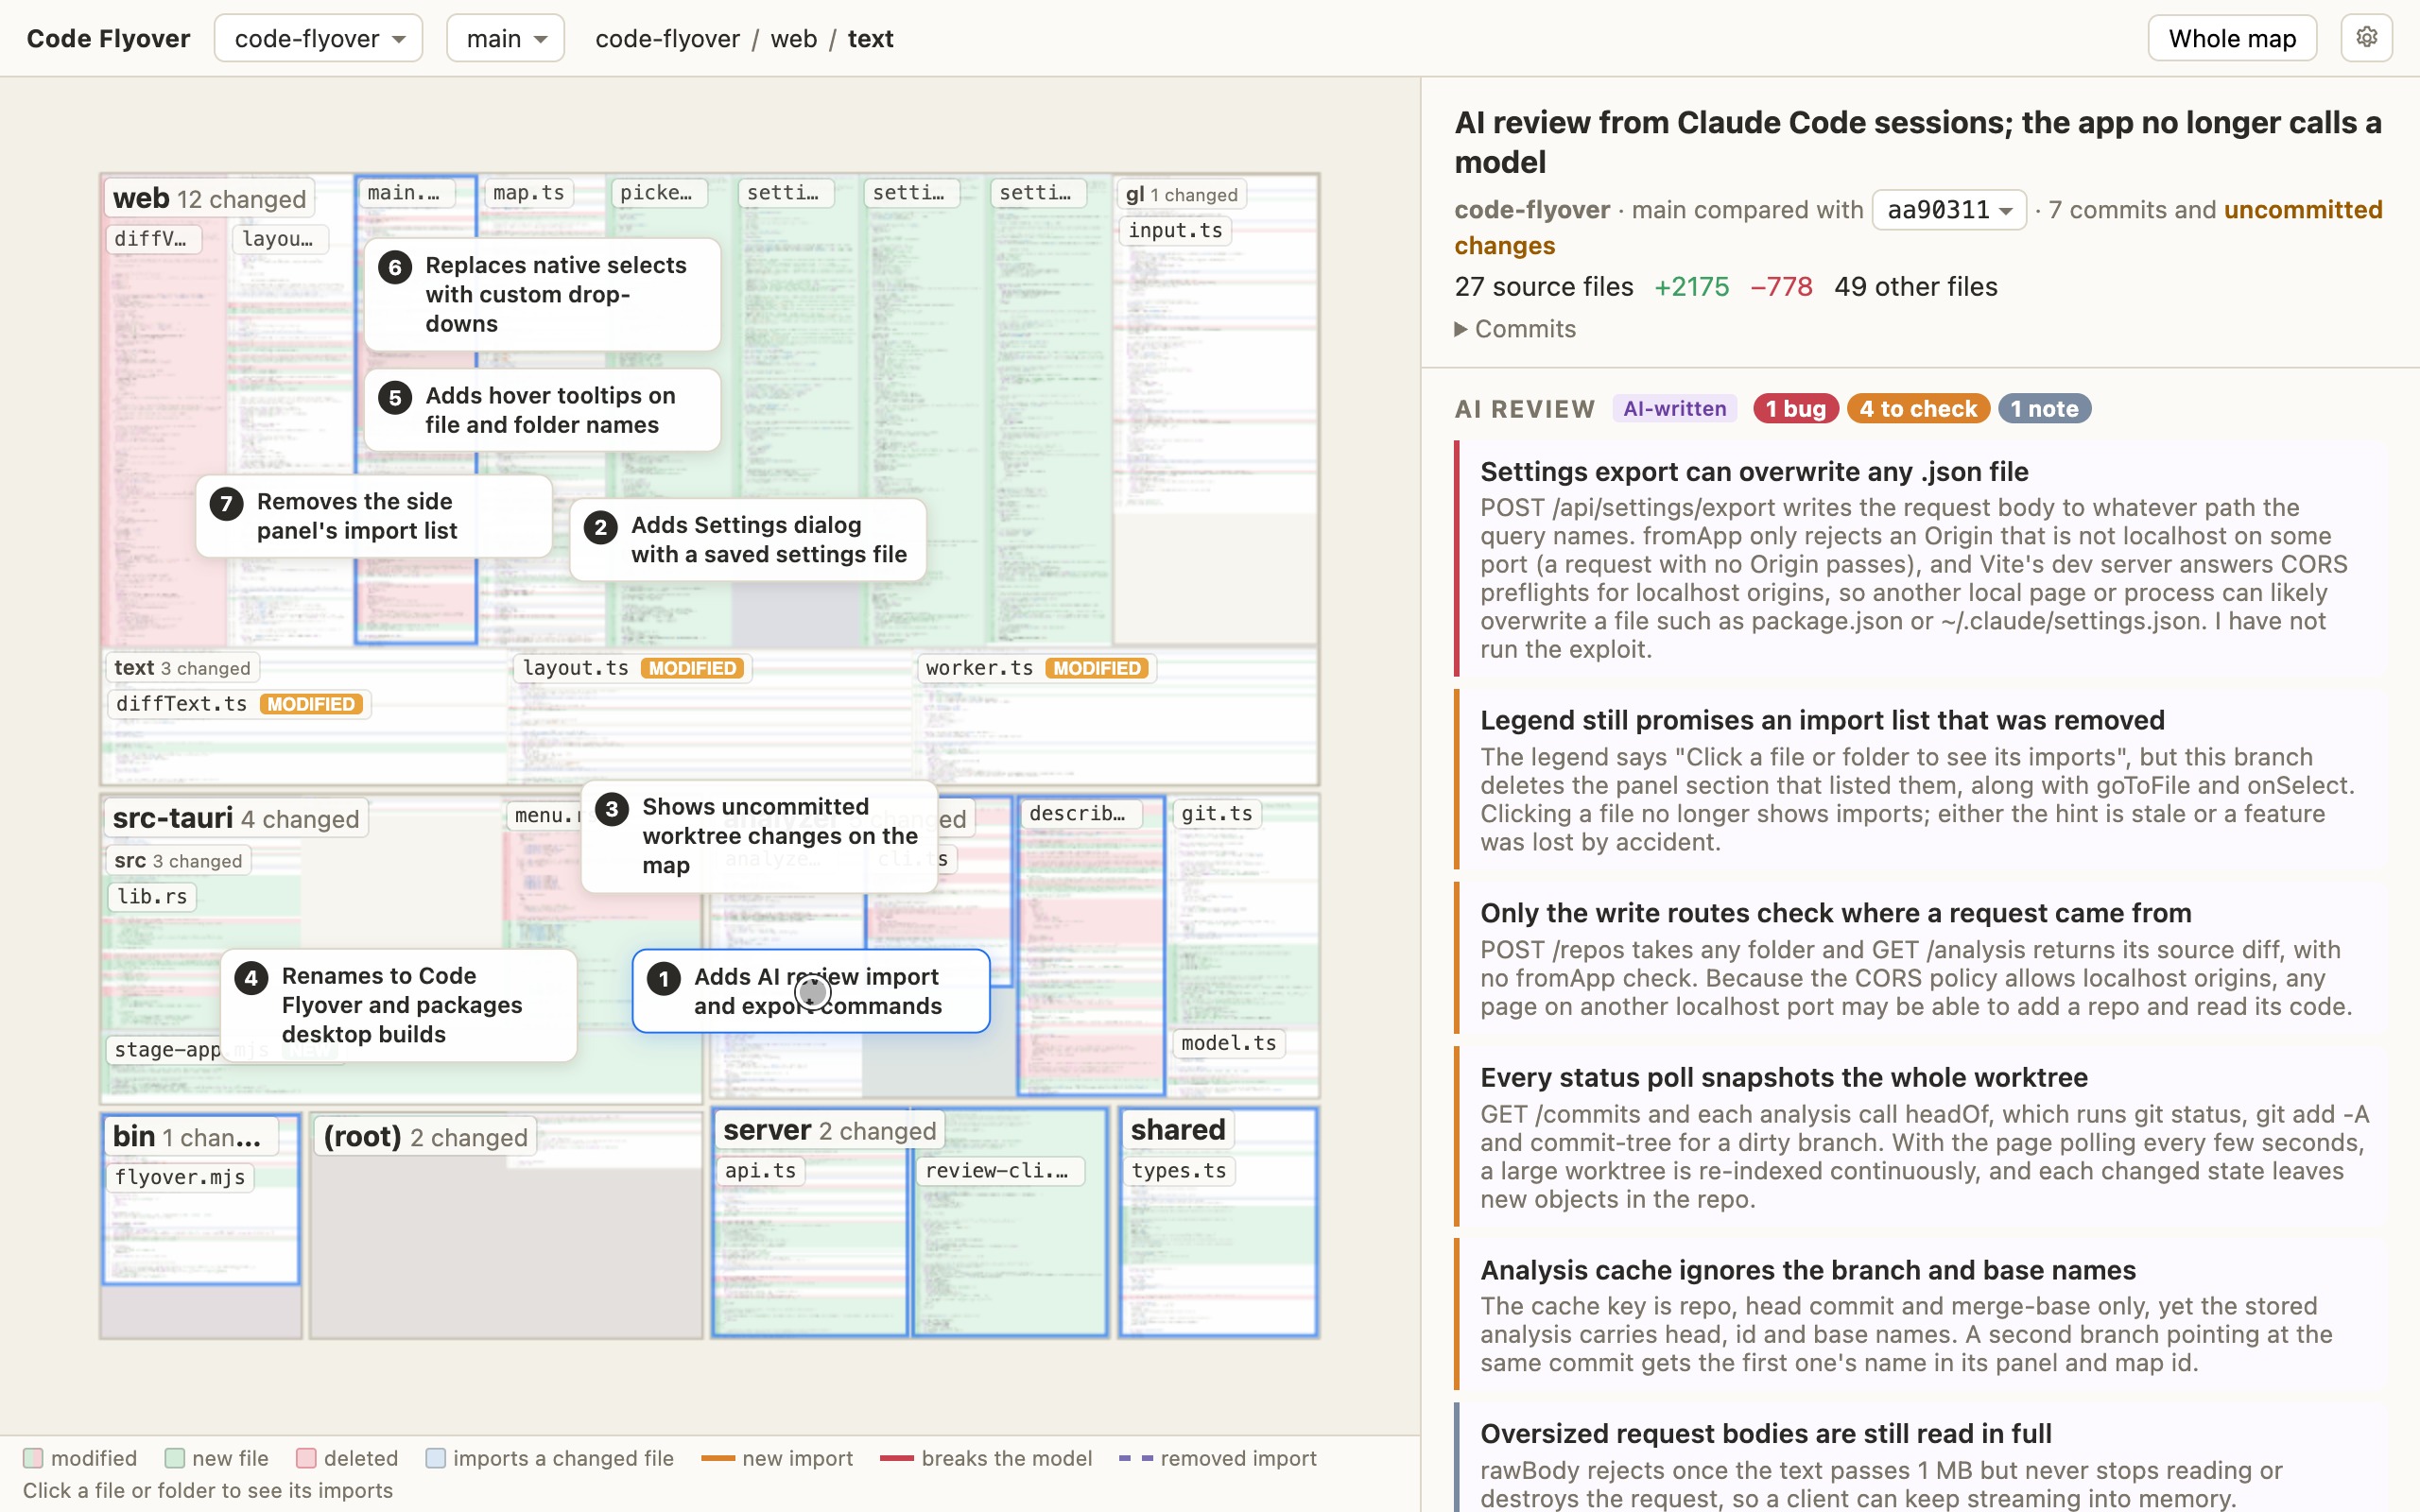 Code Flyover code-flyover main code-flyover / web / text Whole map
web 12 changed main.… map.ts picke… setti… setti… setti… gl 1 changed
diffV… layou… input.ts
6 Replaces native selects
with custom drop-
downs
5 Adds hover tooltips on
file and folder names
7 Removes the side
panel's import list
2 Adds Settings dialog
with a saved settings file
text 3 changed layout.ts MODIFIED worker.ts MODIFIED
diffText.ts MODIFIED
src-tauri 4 changed menu. describ… git.ts
3 Shows uncommitted
worktree changes on the
map
src 3 changed
lib.rs
4 Renames to Code
Flyover and packages
desktop builds
1 Adds AI review import
and export commands
stage-app.mjs model.ts
bin 1 chan… (root) 2 changed server 2 changed shared
flyover.mjs api.ts review-cli.… types.ts
modified new file deleted imports a changed file new import breaks the model removed import
Click a file or folder to see its imports
AI review from Claude Code sessions; the app no longer calls a
model
code-flyover · main compared with aa90311 · 7 commits and uncommitted
changes
27 source files +2175 −778 49 other files
Commits
AI REVIEW AI-written 1 bug 4 to check 1 note
Settings export can overwrite any .json file
POST /api/settings/export writes the request body to whatever path the
query names. fromApp only rejects an Origin that is not localhost on some
port (a request with no Origin passes), and Vite's dev server answers CORS
preflights for localhost origins, so another local page or process can likely
overwrite a file such as package.json or ~/.claude/settings.json. I have not
run the exploit.
Legend still promises an import list that was removed
The legend says "Click a file or folder to see its imports", but this branch
deletes the panel section that listed them, along with goToFile and onSelect.
Clicking a file no longer shows imports; either the hint is stale or a feature
was lost by accident.
Only the write routes check where a request came from
POST /repos takes any folder and GET /analysis returns its source diff, with
no fromApp check. Because the CORS policy allows localhost origins, any
page on another localhost port may be able to add a repo and read its code.
Every status poll snapshots the whole worktree
GET /commits and each analysis call headOf, which runs git status, git add -A
and commit-tree for a dirty branch. With the page polling every few seconds,
a large worktree is re-indexed continuously, and each changed state leaves
new objects in the repo.
Analysis cache ignores the branch and base names
The cache key is repo, head commit and merge-base only, yet the stored
analysis carries head, id and base names. A second branch pointing at the
same commit gets the first one's name in its panel and map id.
Oversized request bodies are still read in full
rawBody rejects once the text passes 1 MB but never stops reading or
destroys the request, so a client can keep streaming into memory.